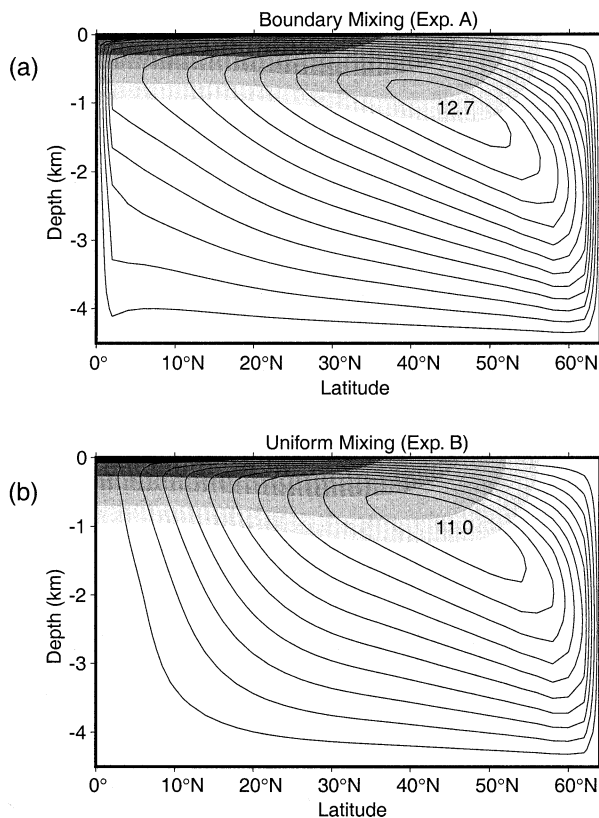 Boundary Mixing (Exp. A)
(a)
0
-1
-2
-3
-4
Depth (km)
12.7
0° 10°N 20°N 30°N 40°N 50°N 60°N
Latitude
Uniform Mixing (Exp. B)
(b)
0
-1
-2
-3
-4
Depth (km)
11.0
0° 10°N 20°N 30°N 40°N 50°N 60°N
Latitude